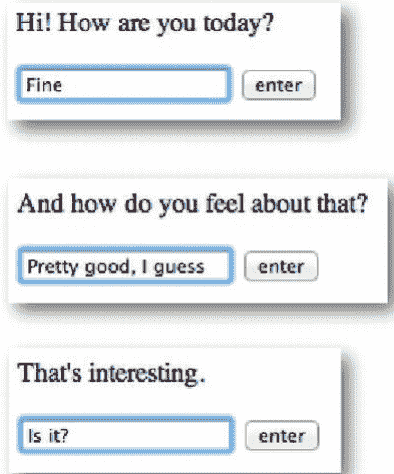 Hi! How are you today?
Fine enter
And how do you feel about that?
Pretty good, I guess enter
That's interesting.
Is it? enter